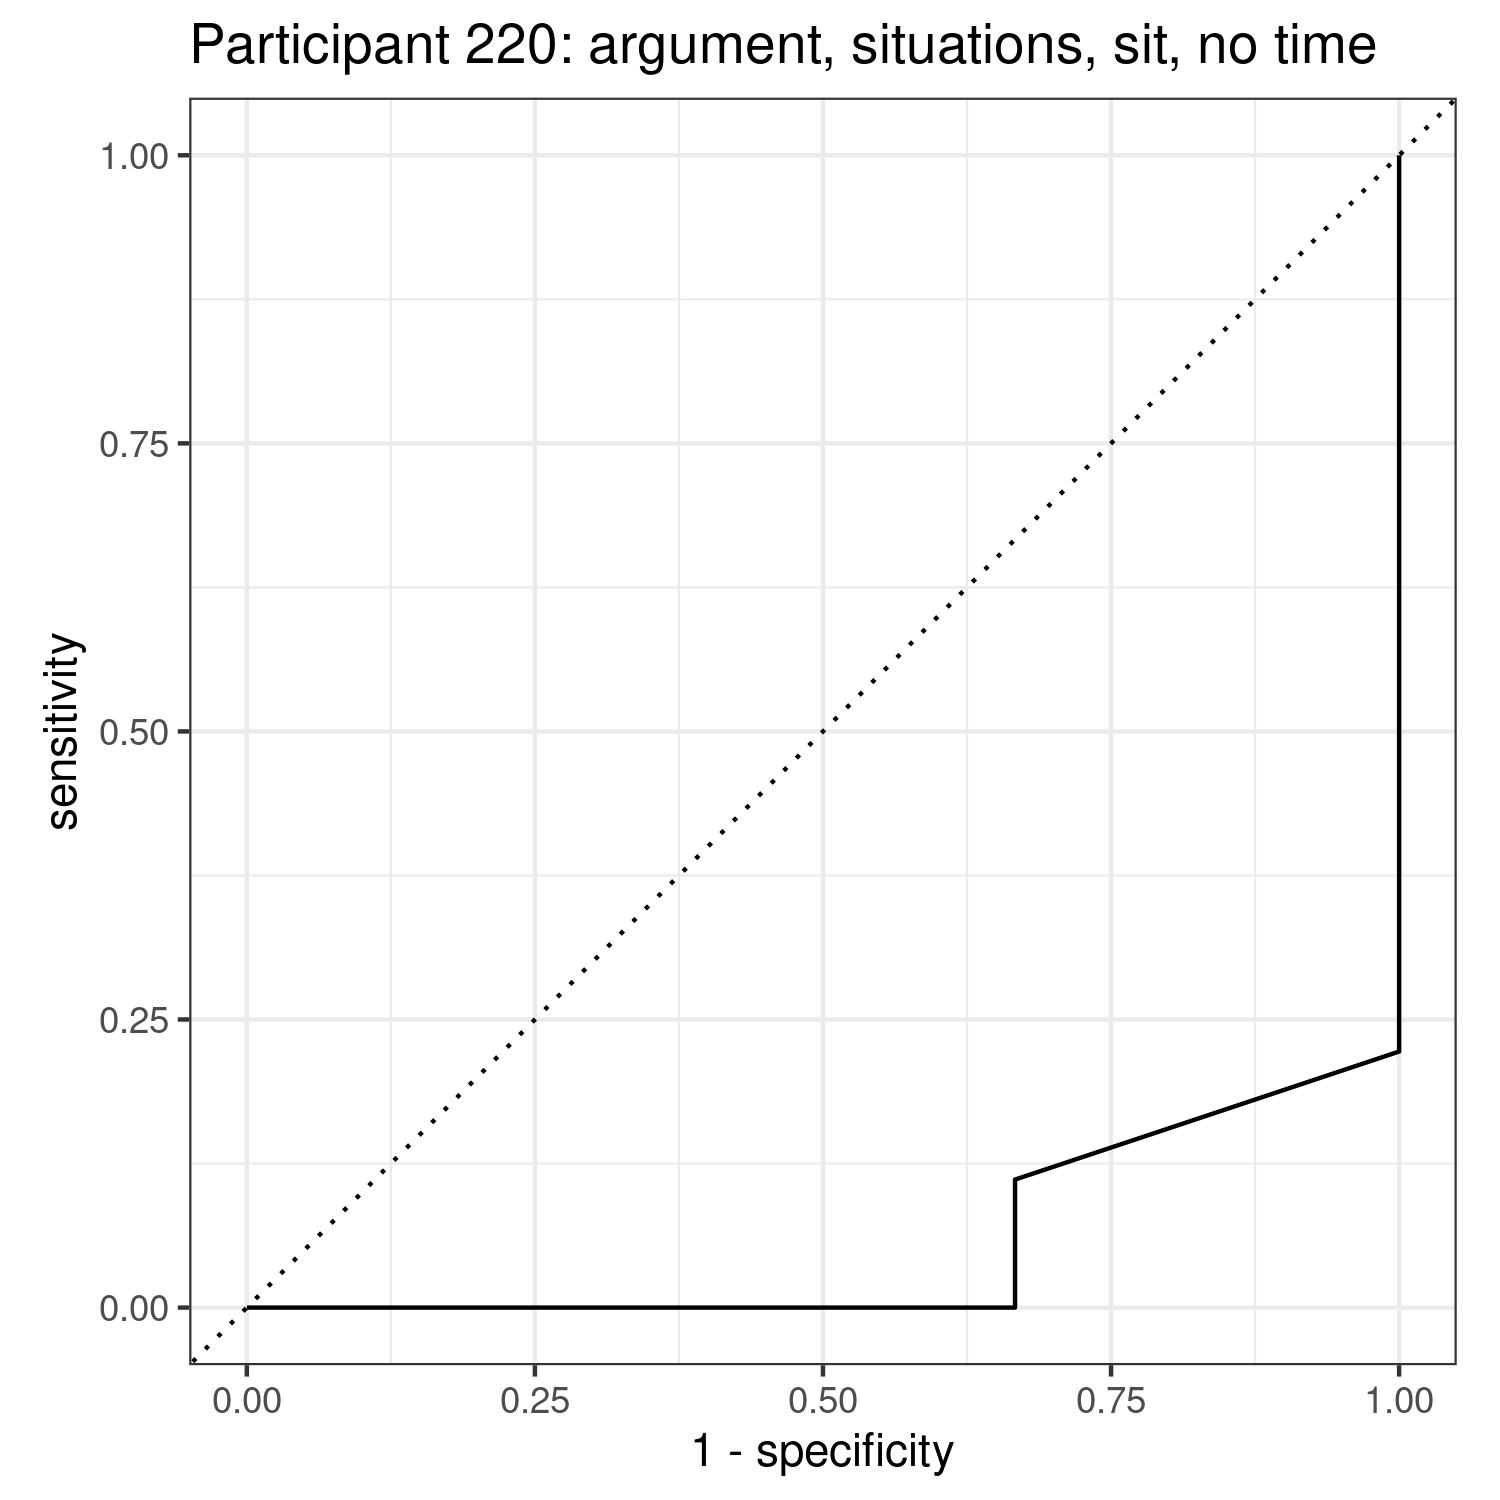 Participant 220: argument, situations, sit, no time
1.00
0.75
0.50
0.25
0.00
sensitivity
0.00 0.25 0.50 0.75 1.00
1 - specificity